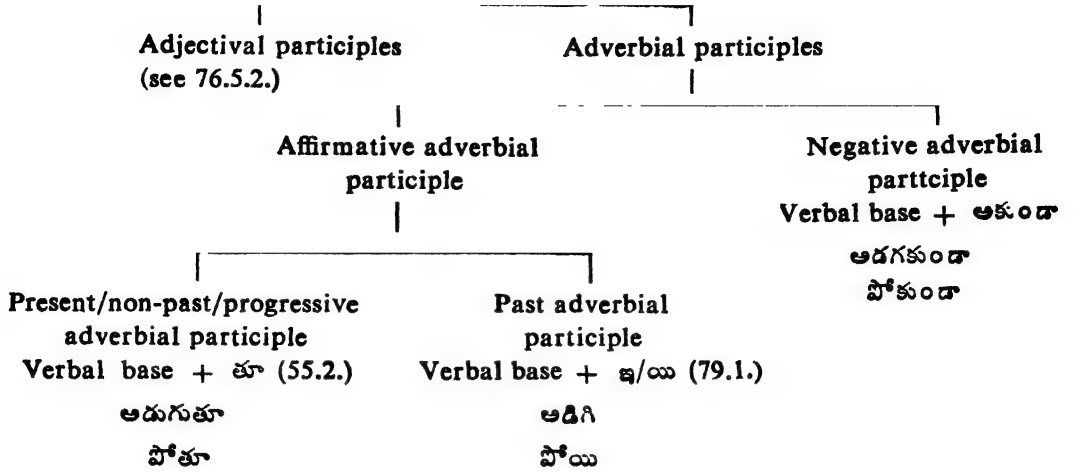 Adjectival participles
(see 76.5.2.)
Adverbial participles
Affirmative adverbial
participle
Negative adverbial
parttciple
Verbal base + అకుండా
అడగకుండా
పోకుండా
Present/non-past/progressive
adverbial participle
Verbal base + తూ (55.2.)
అడుగుతూ
పోతూ
Past adverbial
participle
Verbal base + ఇ/యి (79.1.)
అడిగి
పోయి